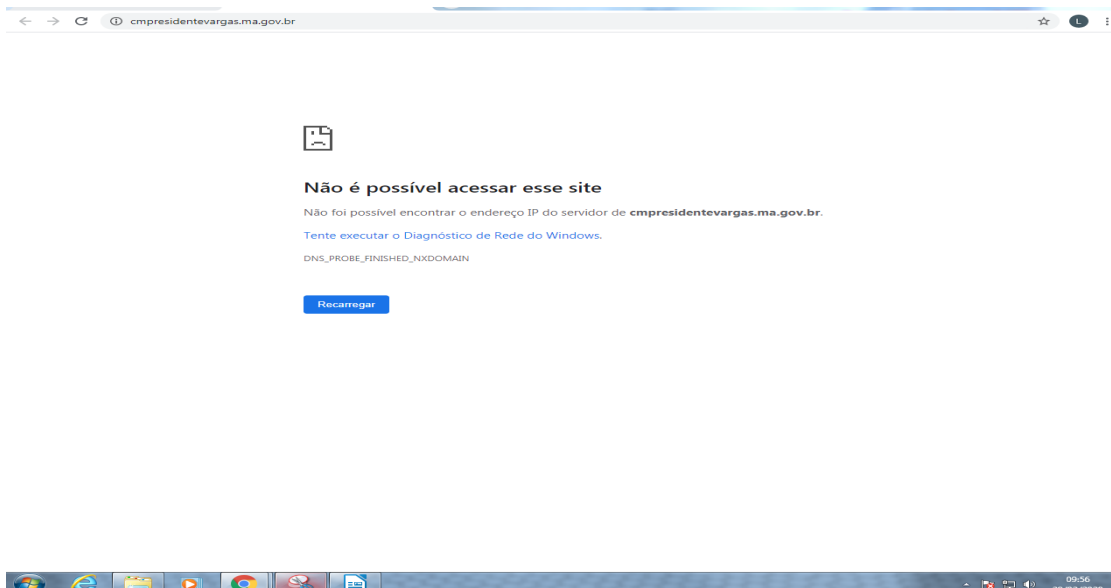 cmpresidentevargas.ma.gov.br
L
Não é possível acessar esse site
Não foi possível encontrar o endereço IP do servidor de cmpresidentevargas.ma.gov.br.
Tente executar o Diagnóstico de Rede do Windows.
DNS_PROBE_FINISHED_NXDOMAIN
Recarregar
09:56